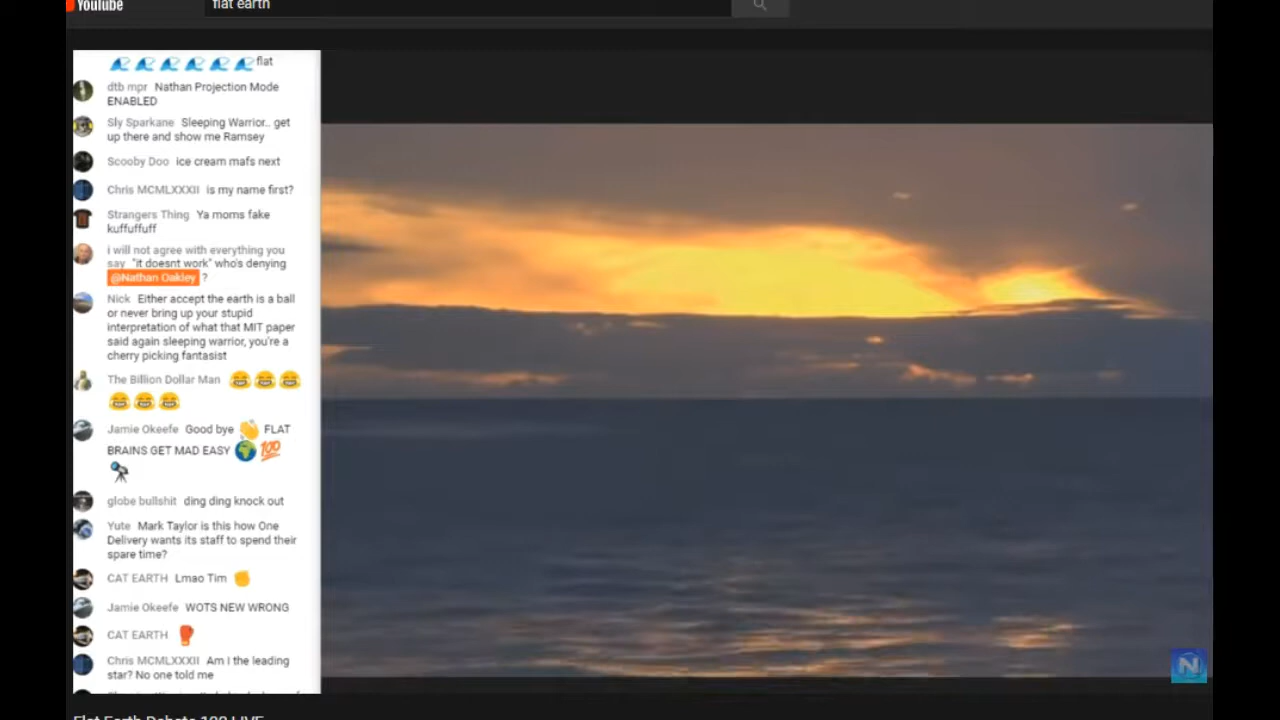 YouTube
flat earth
flat
dtb mpr Nathan Projection Mode
ENABLED
Sly Sparkane Sleeping Warrior.. get
up there and show me Ramsey
Scooby Doo ice cream mafs next
Chris MCMLXXXII is my name first?
Strangers Thing Ya moms fake
kuffuffuff
i will not agree with everything you
say "it doesnt work" who's denying
@Nathan Oakley ?
Nick Either accept the earth is a ball
or never bring up your stupid
interpretation of what that MIT paper
said again sleeping warrior, you're a
cherry picking fantasist
The Billion Dollar Man
Jamie Okeefe Good bye FLAT
BRAINS GET MAD EASY 100
globe bullshit ding ding knock out
Yute Mark Taylor is this how One
Delivery wants its staff to spend their
spare time?
CAT EARTH Lmao Tim
Jamie Okeefe WOTS NEW WRONG
CAT EARTH
Chris MCMLXXXII Am I the leading
star? No one told me
N
Flat Earth Debate LIVE